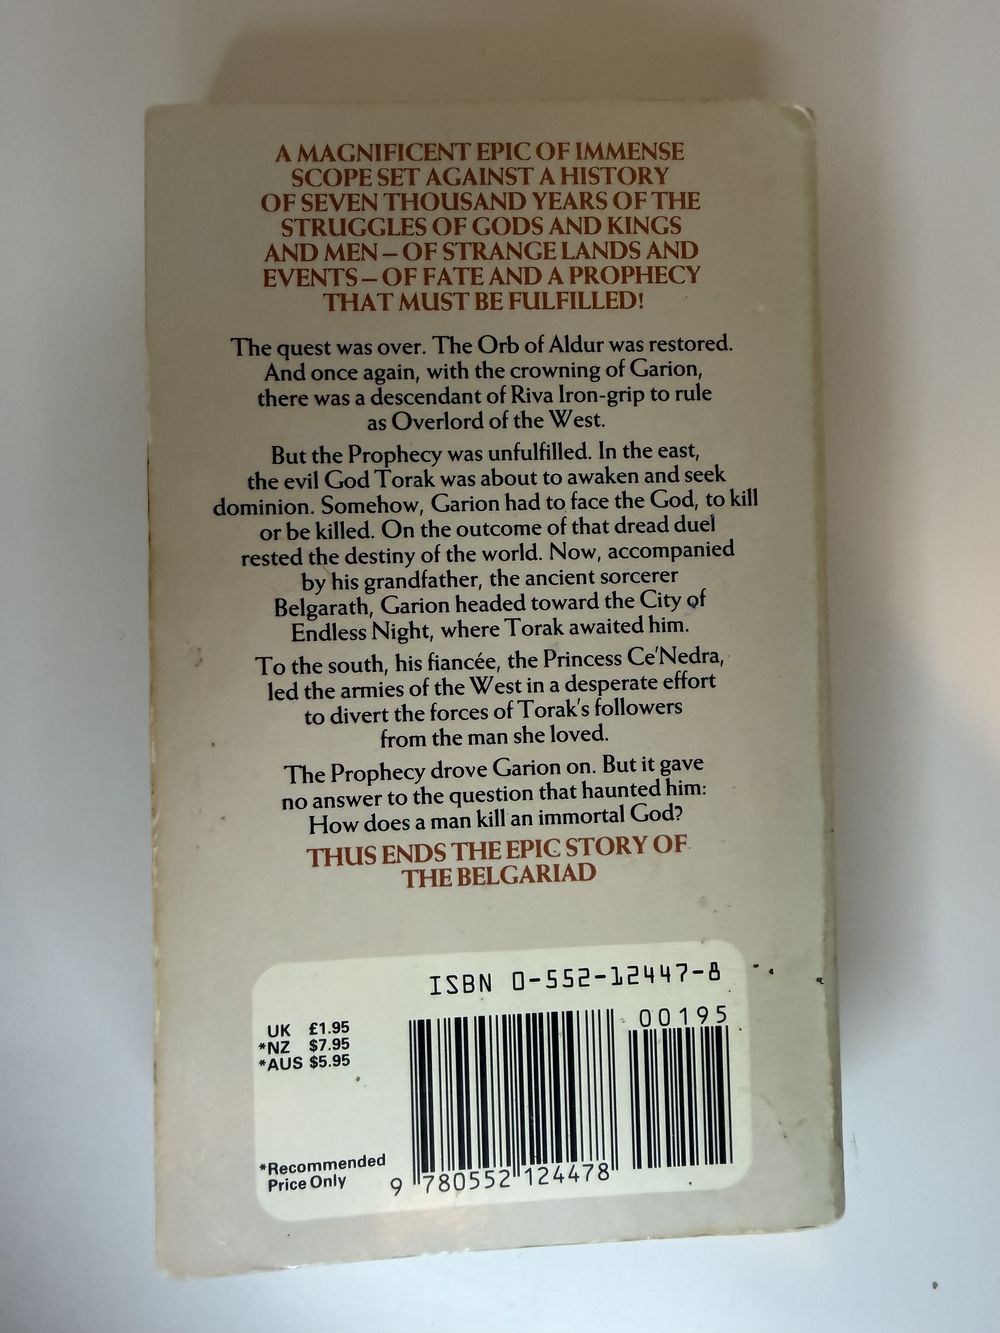 A MAGNIFICENT EPIC OF IMMENSE
SCOPE SET AGAINST A HISTORY
OF SEVEN THOUSAND YEARS OF THE
STRUGGLES OF GODS AND KINGS
AND MEN – OF STRANGE LANDS AND
EVENTS – OF FATE AND A PROPHECY
THAT MUST BE FULFILLED!
The quest was over. The Orb of Aldur was restored.
And once again, with the crowning of Garion,
there was a descendant of Riva Iron-grip to rule
as Overlord of the West.
But the Prophecy was unfulfilled. In the east,
the evil God Torak was about to awaken and seek
dominion. Somehow, Garion had to face the God, to kill
or be killed. On the outcome of that dread duel
rested the destiny of the world. Now, accompanied
by his grandfather, the ancient sorcerer
Belgarath, Garion headed toward the City of
Endless Night, where Torak awaited him.
To the south, his fiancée, the Princess Ce'Nedra,
led the armies of the West in a desperate effort
to divert the forces of Torak's followers
from the man she loved.
The Prophecy drove Garion on. But it gave
no answer to the question that haunted him:
How does a man kill an immortal God?
THUS ENDS THE EPIC STORY OF
THE BELGARIAD
ISBN 0-552-12447-8
00195
UK £1.95
*NZ $7.95
*AUS $5.95
*Recommended
Price Only
9 780552 124478